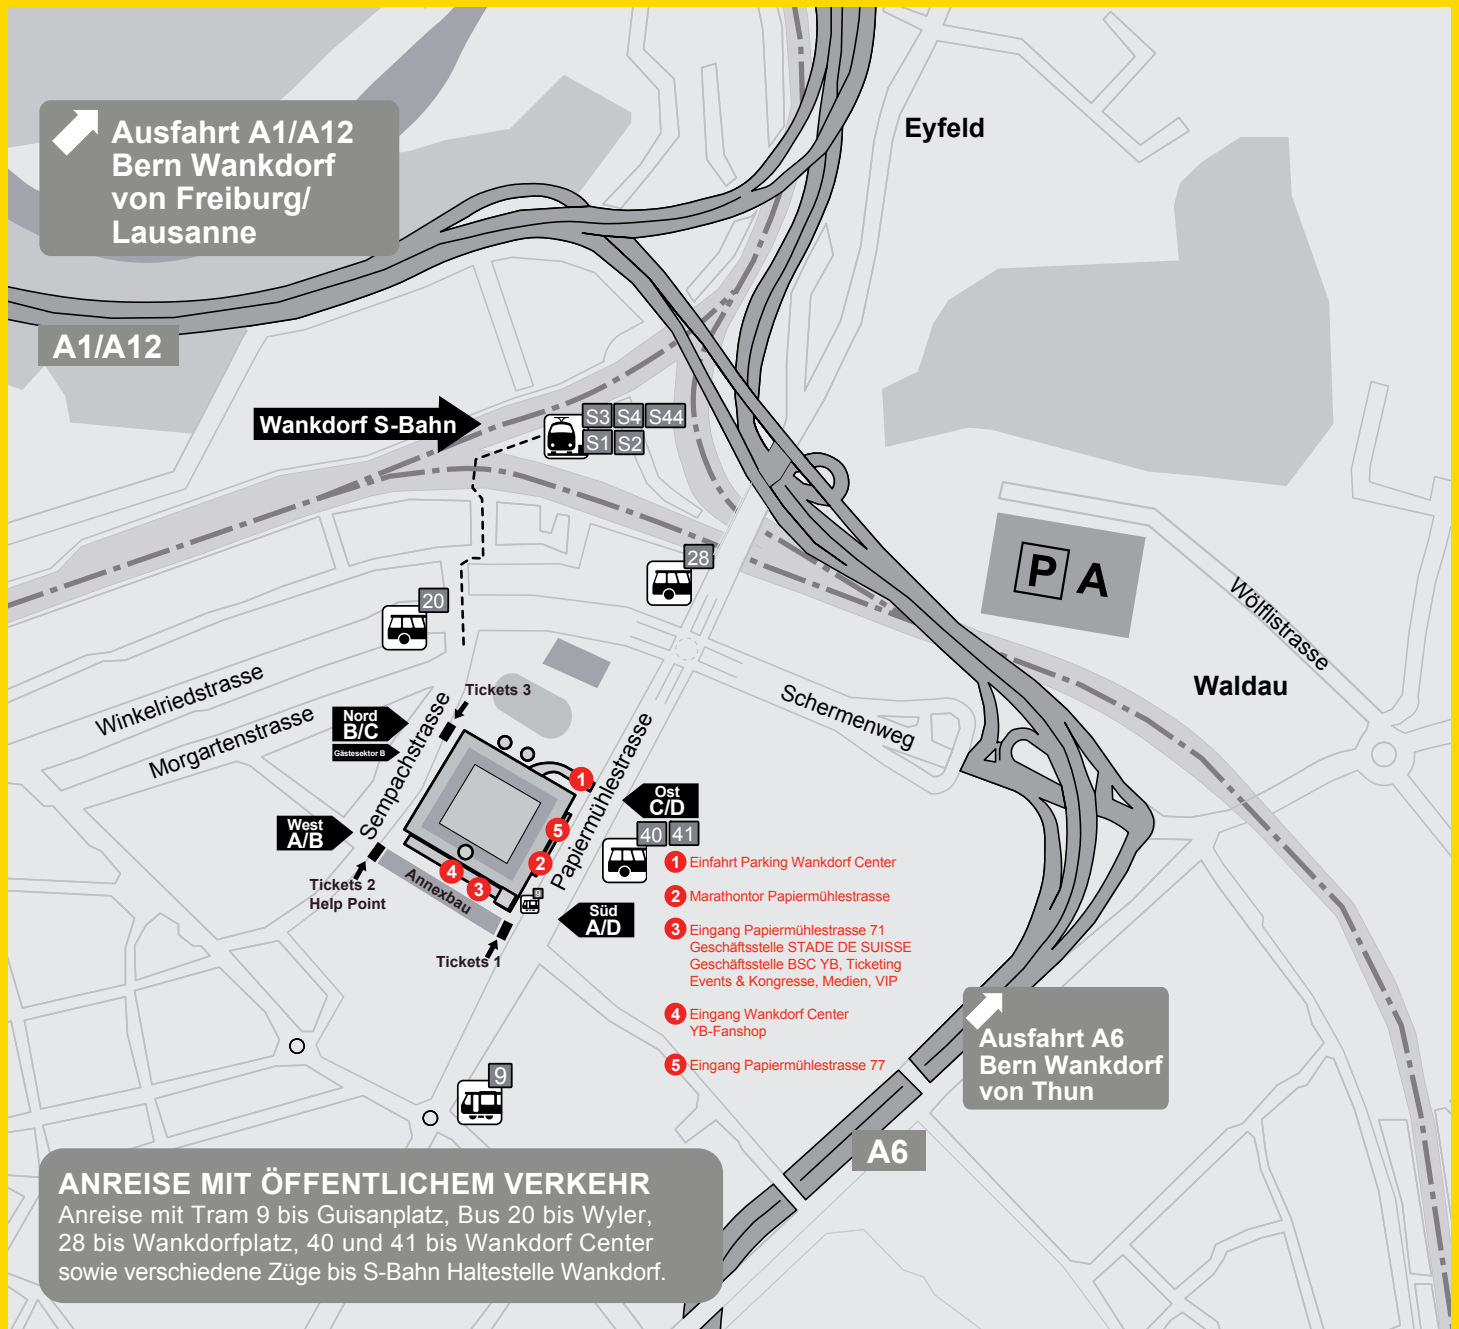 Ausfahrt A1/A12
Bern Wankdorf
von Freiburg/
Lausanne
Eyfeld
A1/A12
Wankdorf S-Bahn
S3 S4 S44
S1 S2
28
20
P A
Wölflistrasse
Waldau
Winkelriedstrasse
Morgartenstrasse
Sempachstrasse
Papiermühlestrasse
Schermenweg
Tickets 3
Nord
B/C
Gästesektor B
West
A/B
Ost
C/D
40 41
Tickets 2
Help Point
Annexbau
Süd
A/D
Tickets 1
1
5
2
4
3
9
1 Einfahrt Parking Wankdorf Center
2 Marathontor Papiermühlestrasse
3 Eingang Papiermühlestrasse 71
Geschäftsstelle STADE DE SUISSE
Geschäftsstelle BSC YB, Ticketing
Events & Kongresse, Medien, VIP
4 Eingang Wankdorf Center
YB-Fanshop
5 Eingang Papiermühlestrasse 77
Ausfahrt A6
Bern Wankdorf
von Thun
A6
9
ANREISE MIT ÖFFENTLICHEM VERKEHR
Anreise mit Tram 9 bis Guisanplatz, Bus 20 bis Wyler,
28 bis Wankdorfplatz, 40 und 41 bis Wankdorf Center
sowie verschiedene Züge bis S-Bahn Haltestelle Wankdorf.